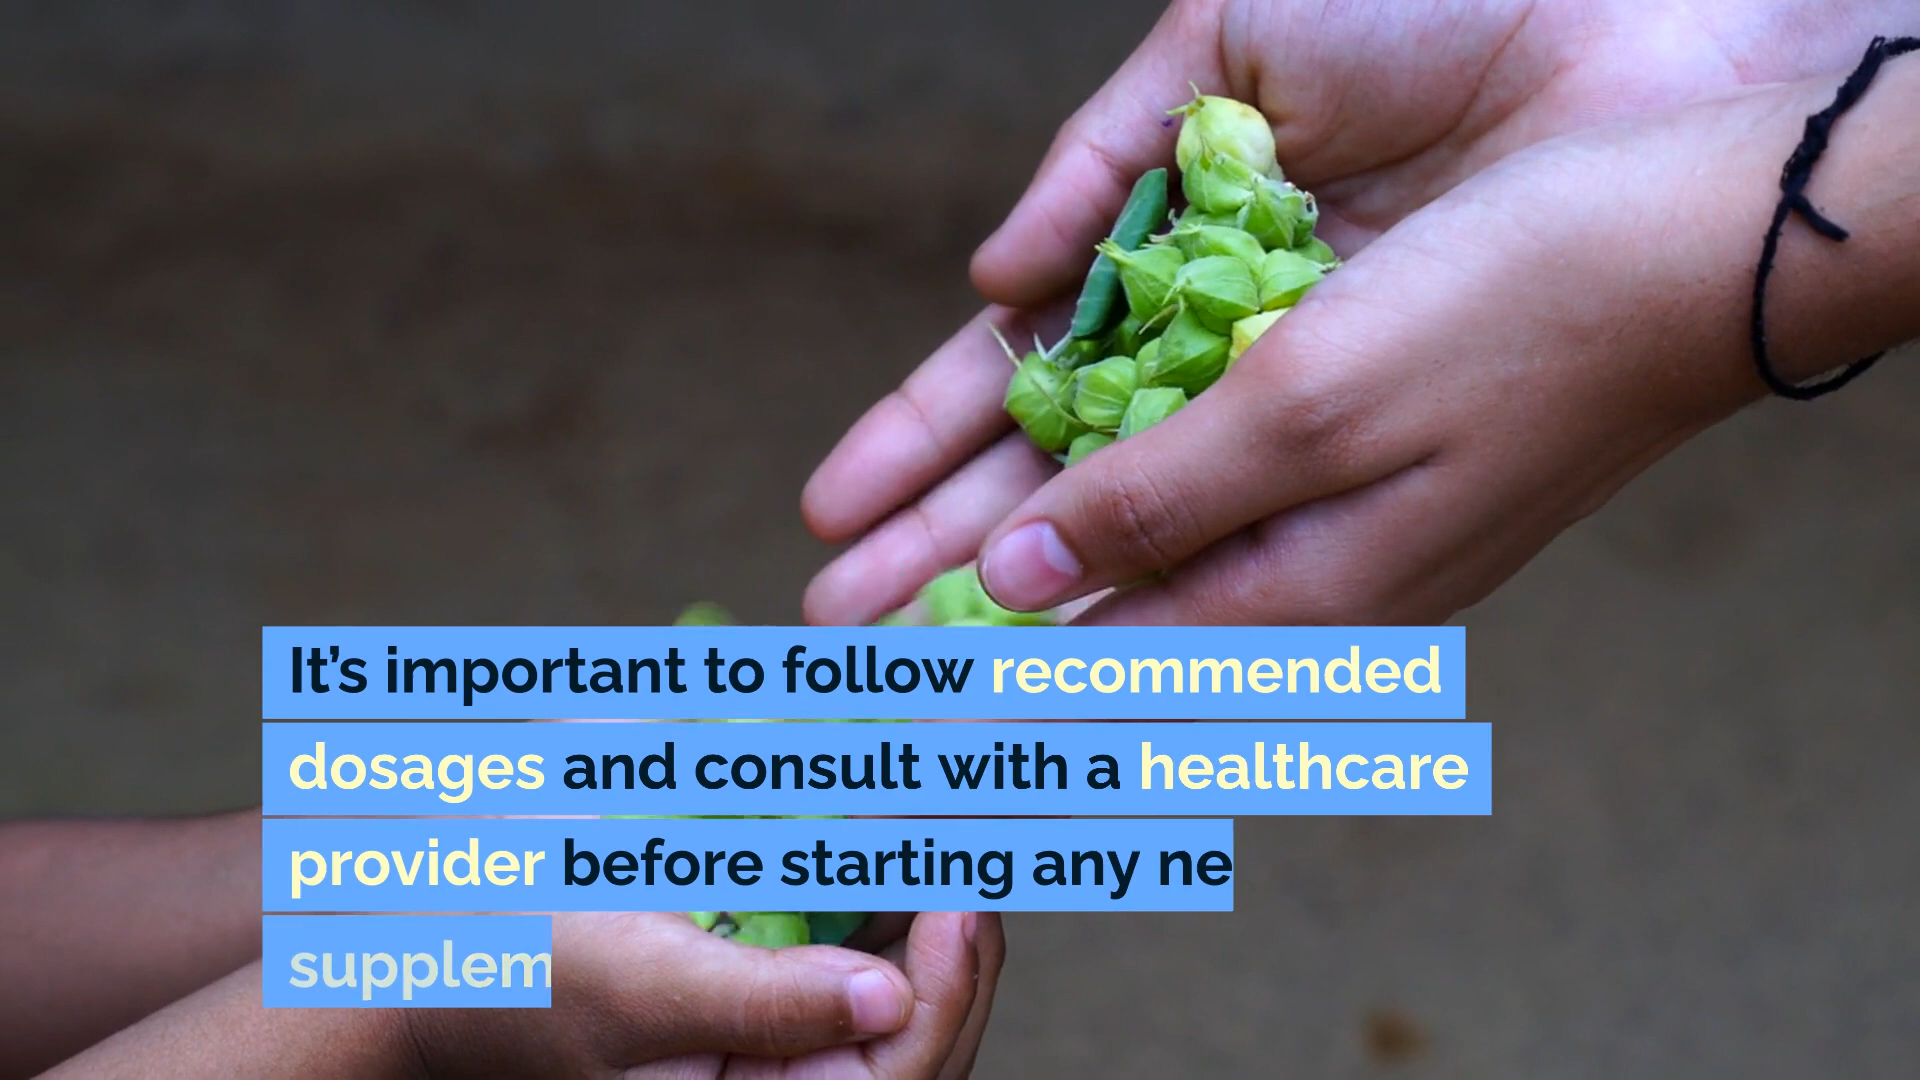 It’s important to follow recommended
dosages and consult with a healthcare
provider before starting any ne
supplem